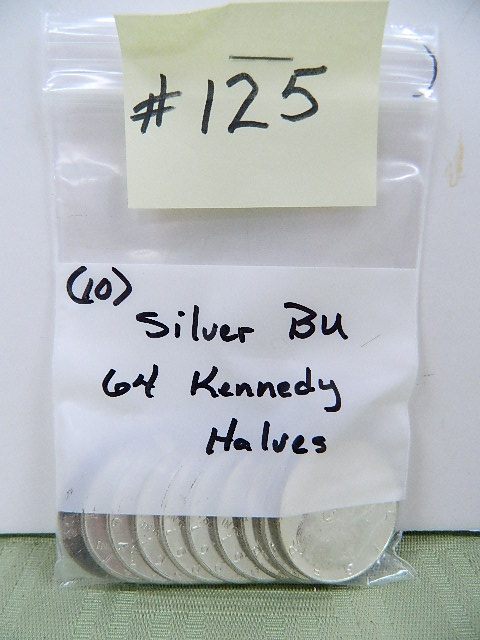 #125
(10)
Silver BU
64 Kennedy
Halves